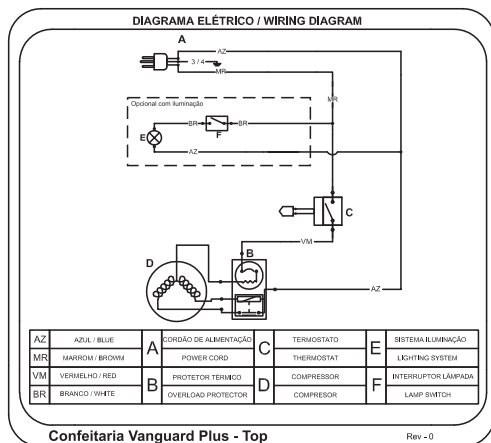 DIAGRAMA ELÉTRICO / WIRING DIAGRAM
A
AZ
3 / 4
MR
MR
Opcional com iluminação
BR
BR
E
F
AZ
C
VM
B
D
AZ
AZ AZUL / BLUE A CORDÃO DE ALIMENTAÇÃO C TERMOSTATO E SISTEMA ILUMINAÇÃO
MR MARROM / BROWM POWER CORD THERMOSTAT LIGHTING SYSTEM
VM VERMELHO / RED B PROTETOR TÉRMICO D COMPRESSOR F INTERRUPTOR LÂMPADA
BR BRANCO / WHITE OVERLOAD PROTECTOR COMPRESOR LAMP SWITCH
Confeitaria Vanguard Plus - Top Rev - 0